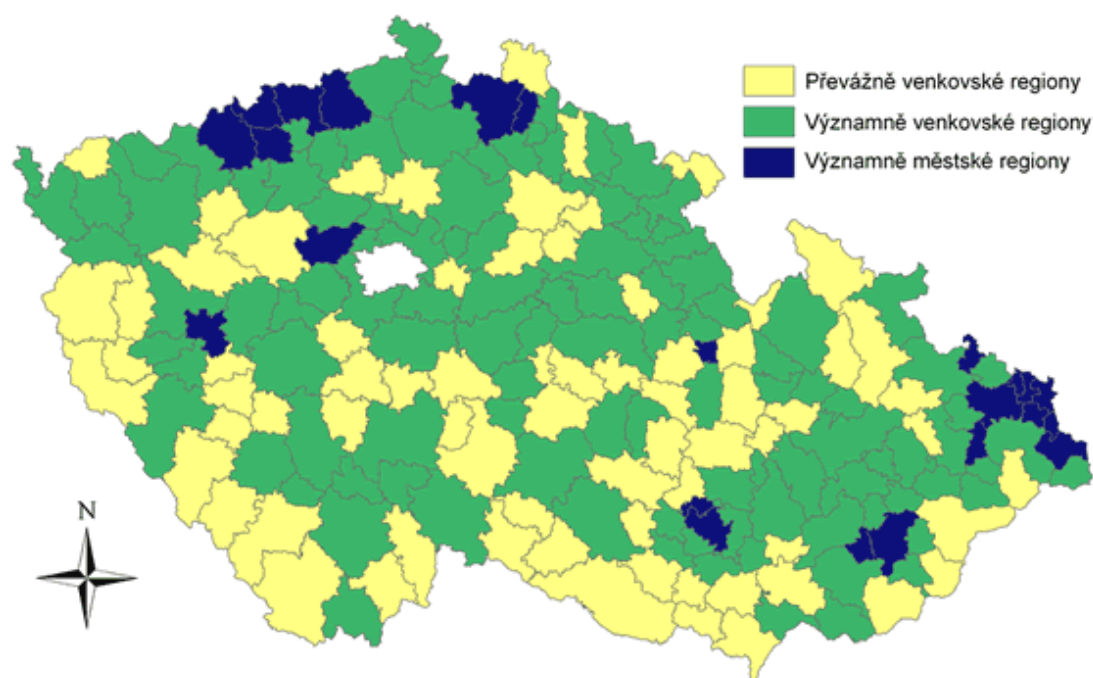 Převážně venkovské regiony
Významně venkovské regiony
Významně městské regiony
N